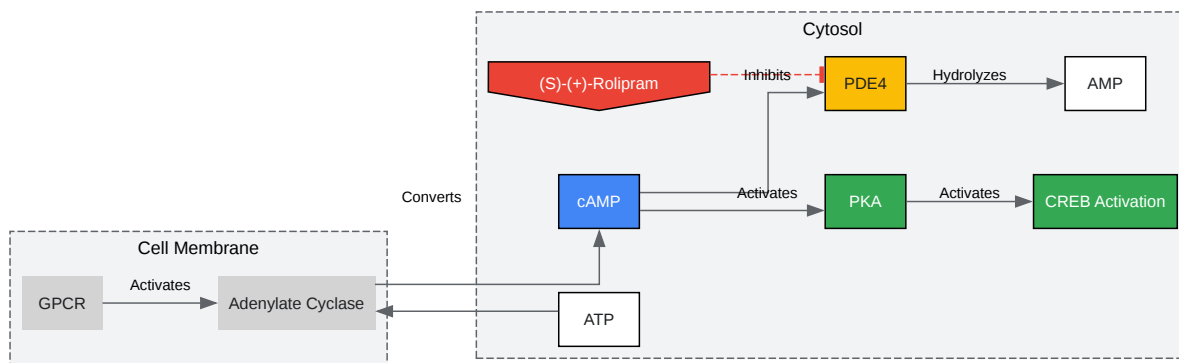 Cytosol
(S)-(+)-Rolipram
Inhibits
PDE4
Hydrolyzes
AMP
Converts
cAMP
Activates
PKA
Activates
CREB Activation
Cell Membrane
GPCR
Activates
Adenylate Cyclase
ATP